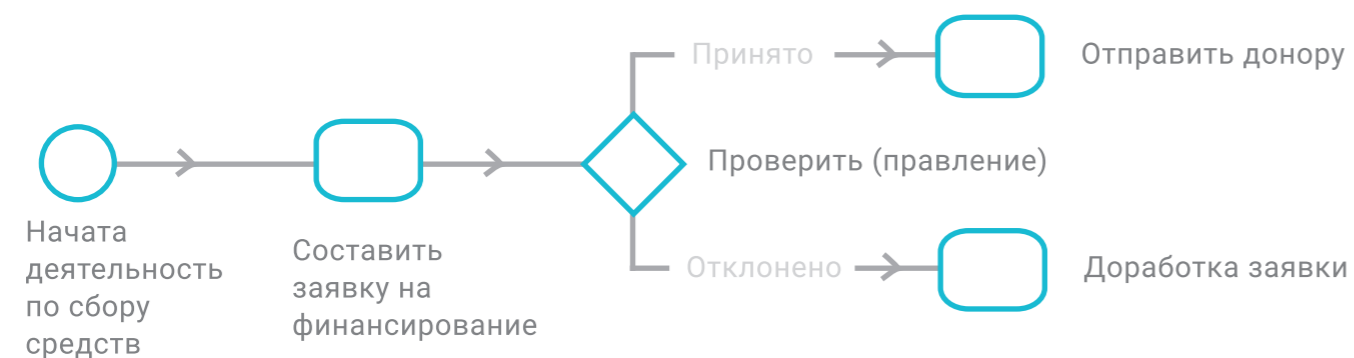 Начата
деятельность
по сбору
средств
Составить
заявку на
финансирование
Принято
Отправить донору
Проверить (правление)
Отклонено
Доработка заявки